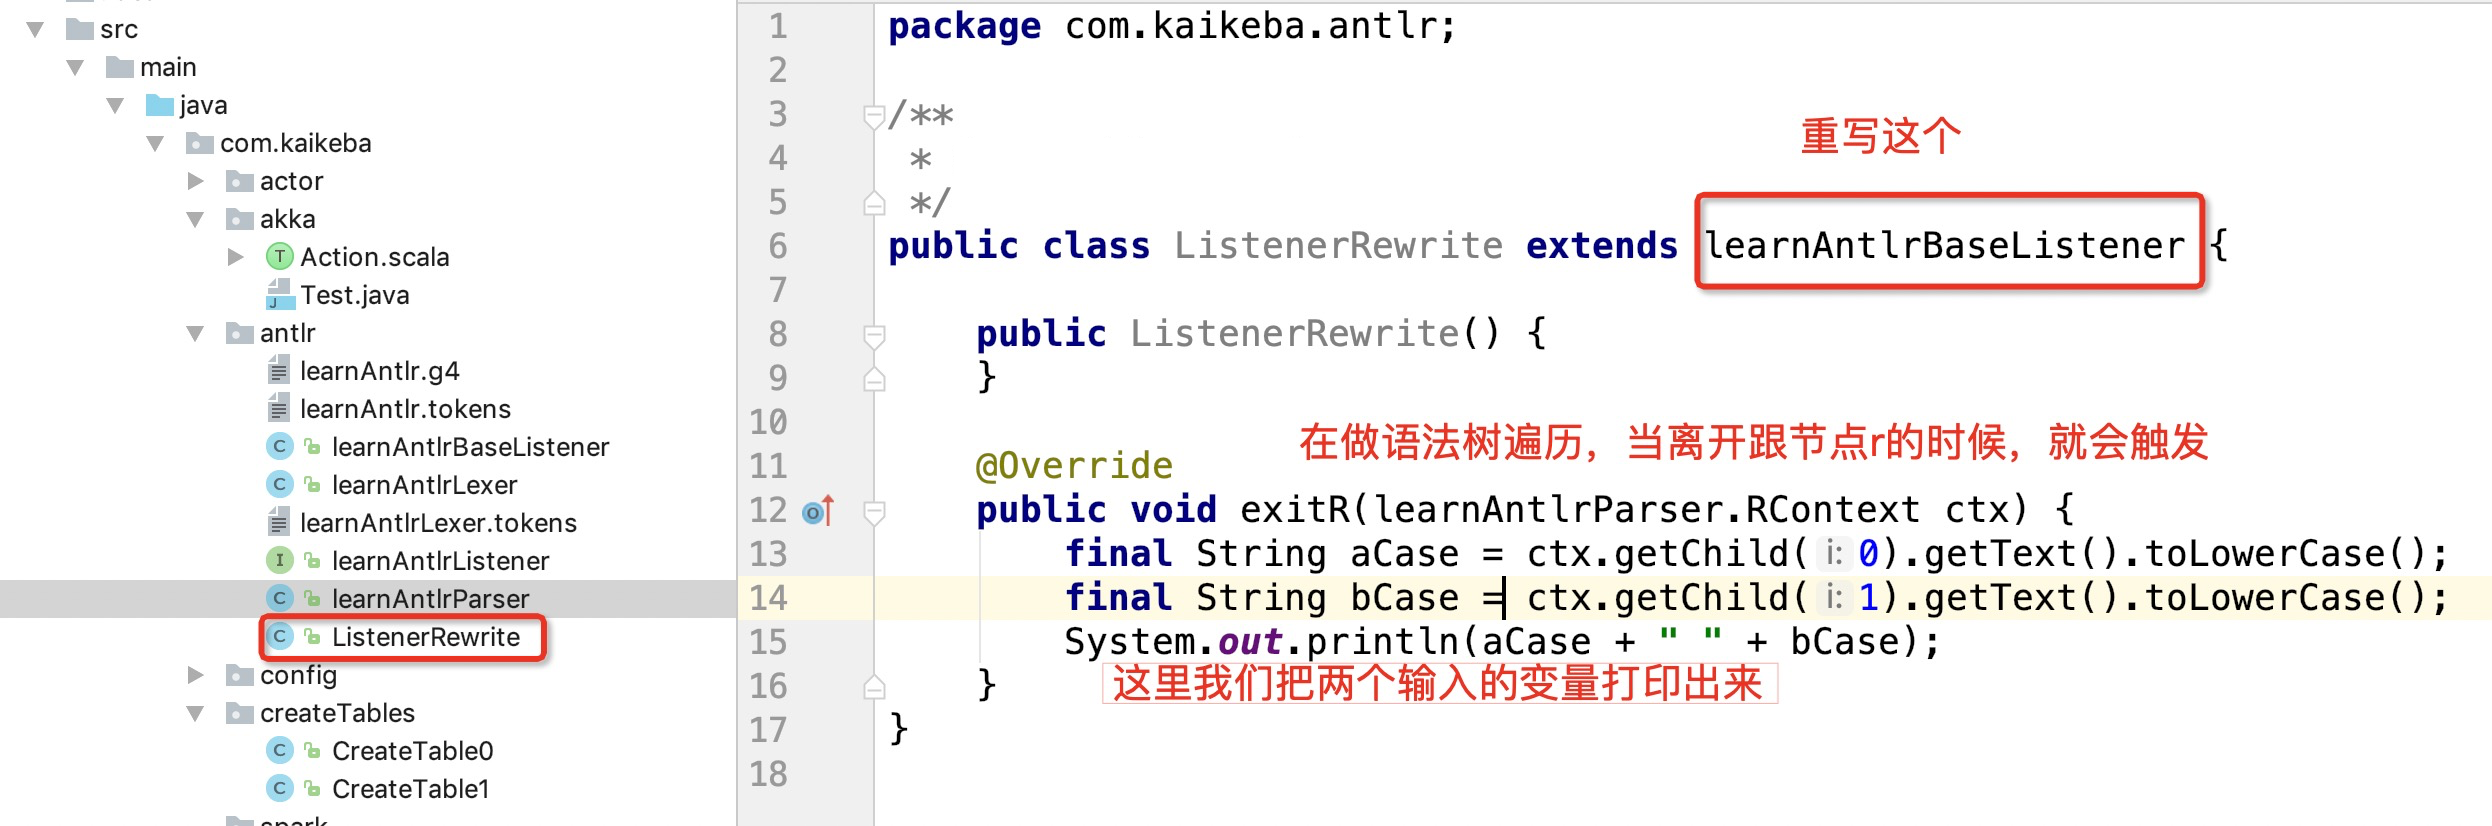 src
main
java
com.kaikeba
actor
akka
Action.scala
Test.java
antlr
learnAntlr.g4
learnAntlr.tokens
learnAntlrBaseListener
learnAntlrLexer
learnAntlrLexer.tokens
learnAntlrListener
learnAntlrParser
ListenerRewrite
config
createTables
CreateTable0
CreateTable1
spark
1 package com.kaikeba.antlr;
2
3 /**
重写这个
4 *
5 */
6 public class ListenerRewrite extends learnAntlrBaseListener {
7
8 public ListenerRewrite() {
9 }
10
在做语法树遍历，当离开跟节点r的时候，就会触发
11 @Override
12 public void exitR(learnAntlrParser.RContext ctx) {
13 final String aCase = ctx.getChild( i: 0).getText().toLowerCase();
14 final String bCase = ctx.getChild( i: 1).getText().toLowerCase();
15 System.out.println(aCase + " " + bCase);
16 }
这里我们把两个输入的变量打印出来
17 }
18